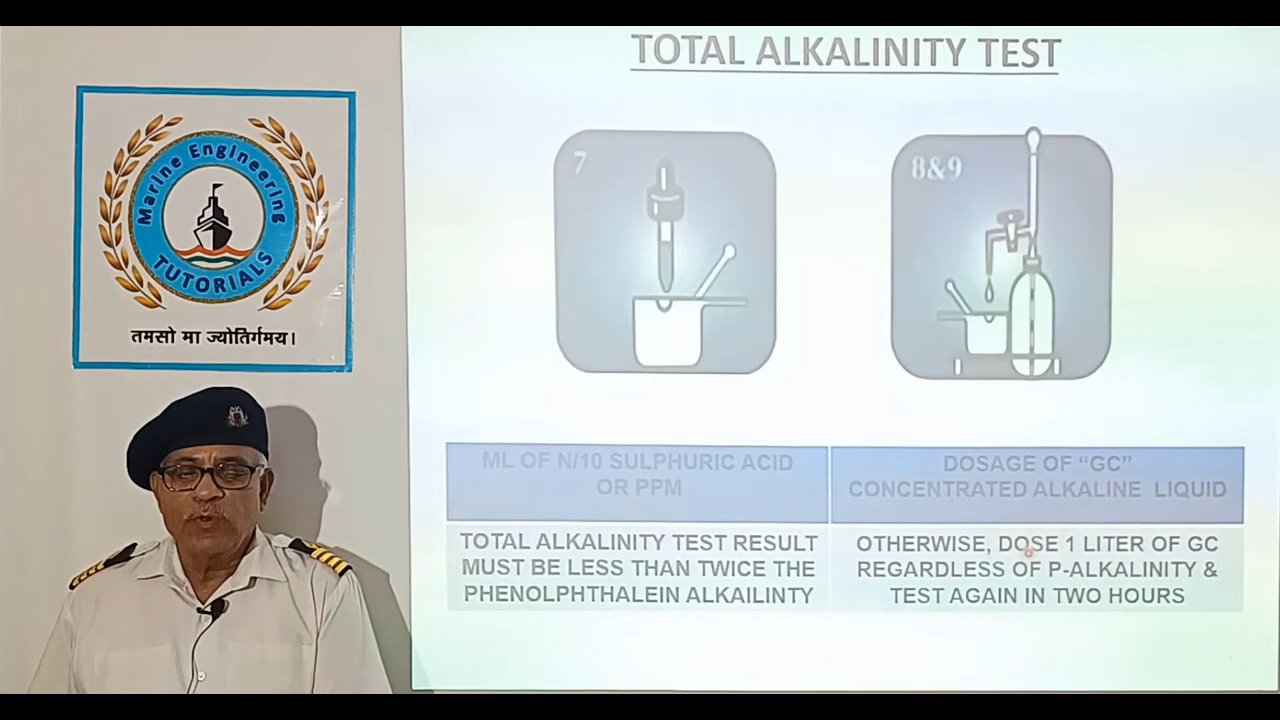 TOTAL ALKALINITY TEST
Marine Engineering
TUTORIALS
तमसो मा ज्योतिर्गमय।
7
8&9
ML OF N/10 SULPHURIC ACID
OR PPM
DOSAGE OF “GC”
CONCENTRATED ALKALINE LIQUID
TOTAL ALKALINITY TEST RESULT
MUST BE LESS THAN TWICE THE
PHENOLPHTHALEIN ALKAILINTY
OTHERWISE, DOSE 1 LITER OF GC
REGARDLESS OF P-ALKALINITY &
TEST AGAIN IN TWO HOURS